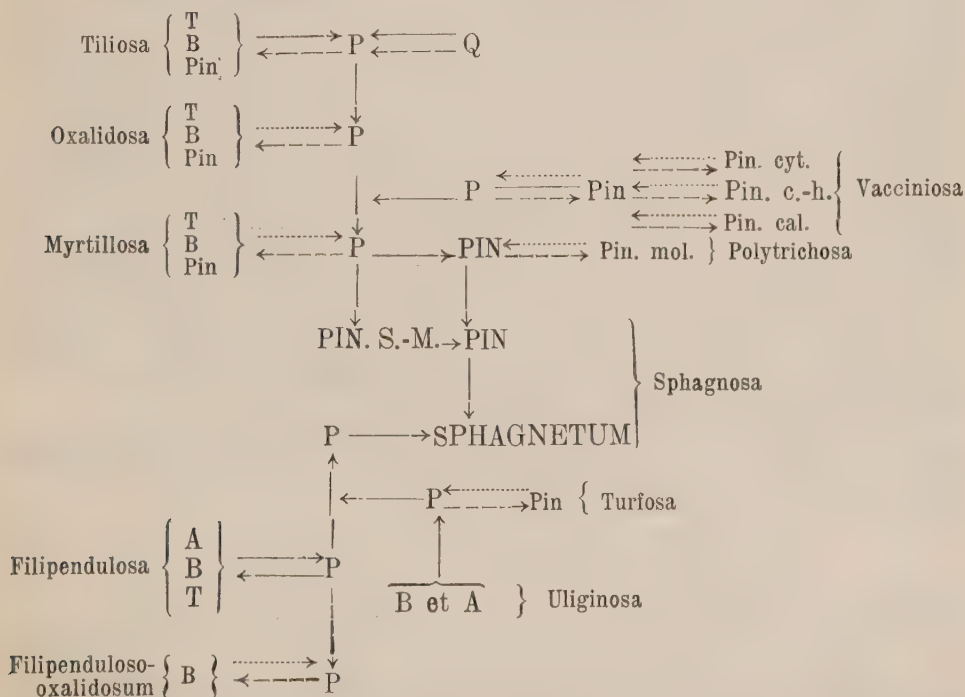 Tiliosa { T B Pin } P Q
Oxalidosa { T B Pin } P
P Pin Pin. cyt. Pin. c.-h. Pin. cal. { Vacciniosa
Myrtillosa { T B Pin } P PIN Pin. mol. } Polytrichosa
PIN. S.-M. PIN
} Sphagnosa
P SPHAGNETUM
P Pin { Turfosa
Filipendulosa { A B T } P
B et A } Uliginosa
Filipenduloso-
oxalidosum { B } P